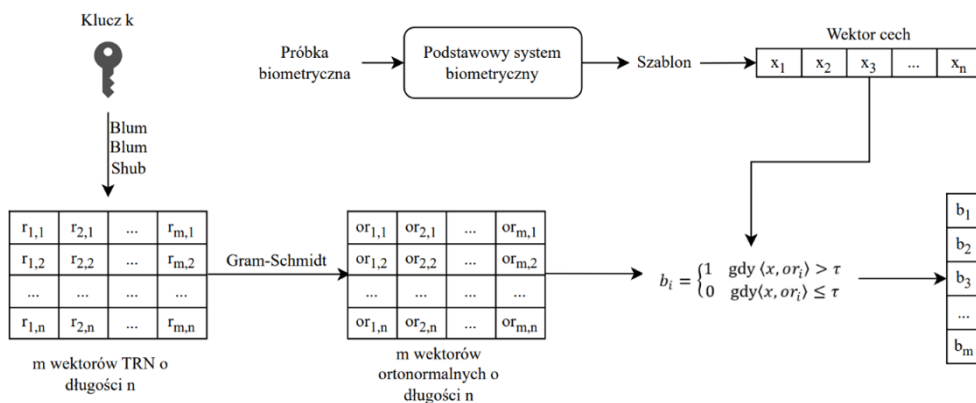 Klucz k
Próbka
biometryczna
Podstawowy system
biometryczny
Szablon
Wektor cech
x₁ x₂ x₃ ... xₙ
Blum
Blum
Shub
r₁,₁ r₂,₁ ... rₘ,₁
r₁,₂ r₂,₂ ... rₘ,₂
... ... ... ...
r₁,ₙ r₂,ₙ ... rₘ,ₙ
m wektorów TRN o
długości n
Gram-Schmidt
or₁,₁ or₂,₁ ... orₘ,₁
or₁,₂ or₂,₂ ... orₘ,₂
... ... ... ...
or₁,ₙ or₂,ₙ ... orₘ,ₙ
m wektorów
ortonormalnych o
długości n
bᵢ = {1 gdy ⟨x, orᵢ⟩ > τ
0 gdy⟨x, orᵢ⟩ ≤ τ
b₁
b₂
b₃
...
bₘ